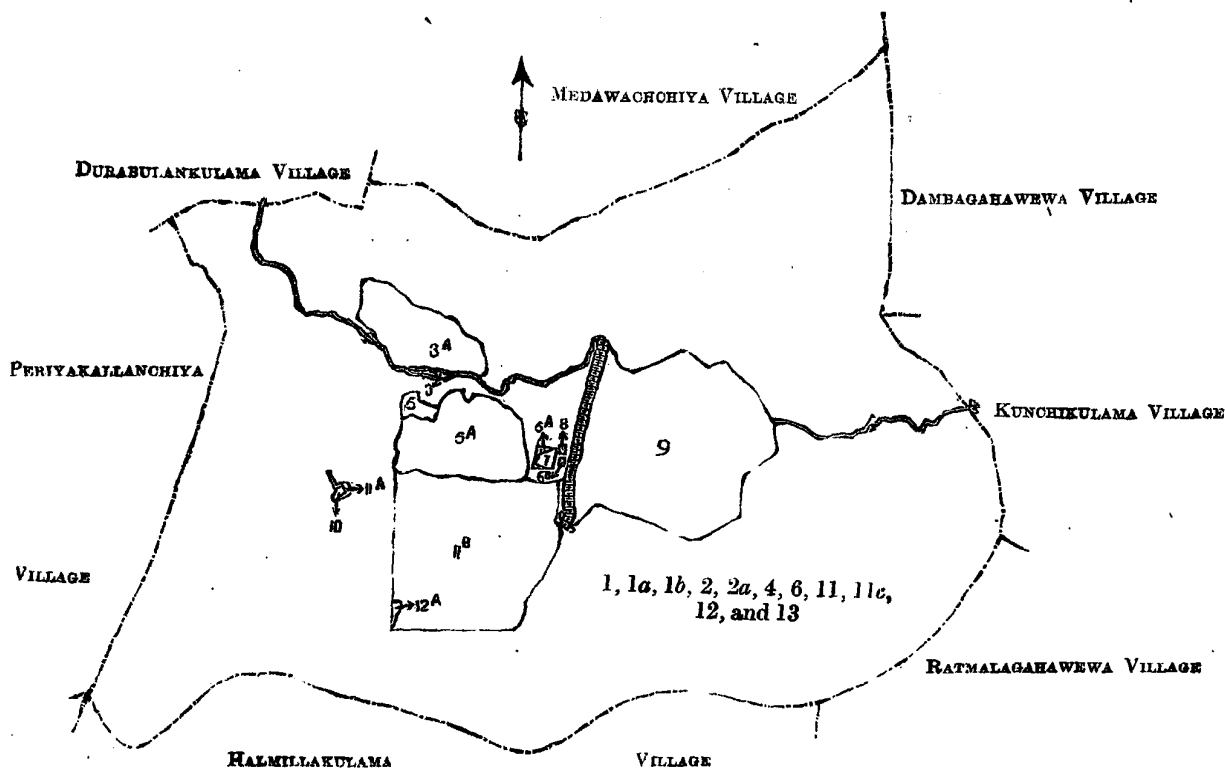 MEDAWACHCHIYA VILLAGE
DURABULANKULAMA VILLAGE
DAMBAGAHAWEWA VILLAGE
3A
PERIYAKALLANCHIYA
3
5
KUNCHIKULAMA VILLAGE
5A
6A 8
7
9
6B
11A
10
11B
VILLAGE
1, 1a, 1b, 2, 2a, 4, 6, 11, 11c,
12, and 13
12A
RATMALAGAHAWEWA VILLAGE
HALMILLAKULAMA VILLAGE